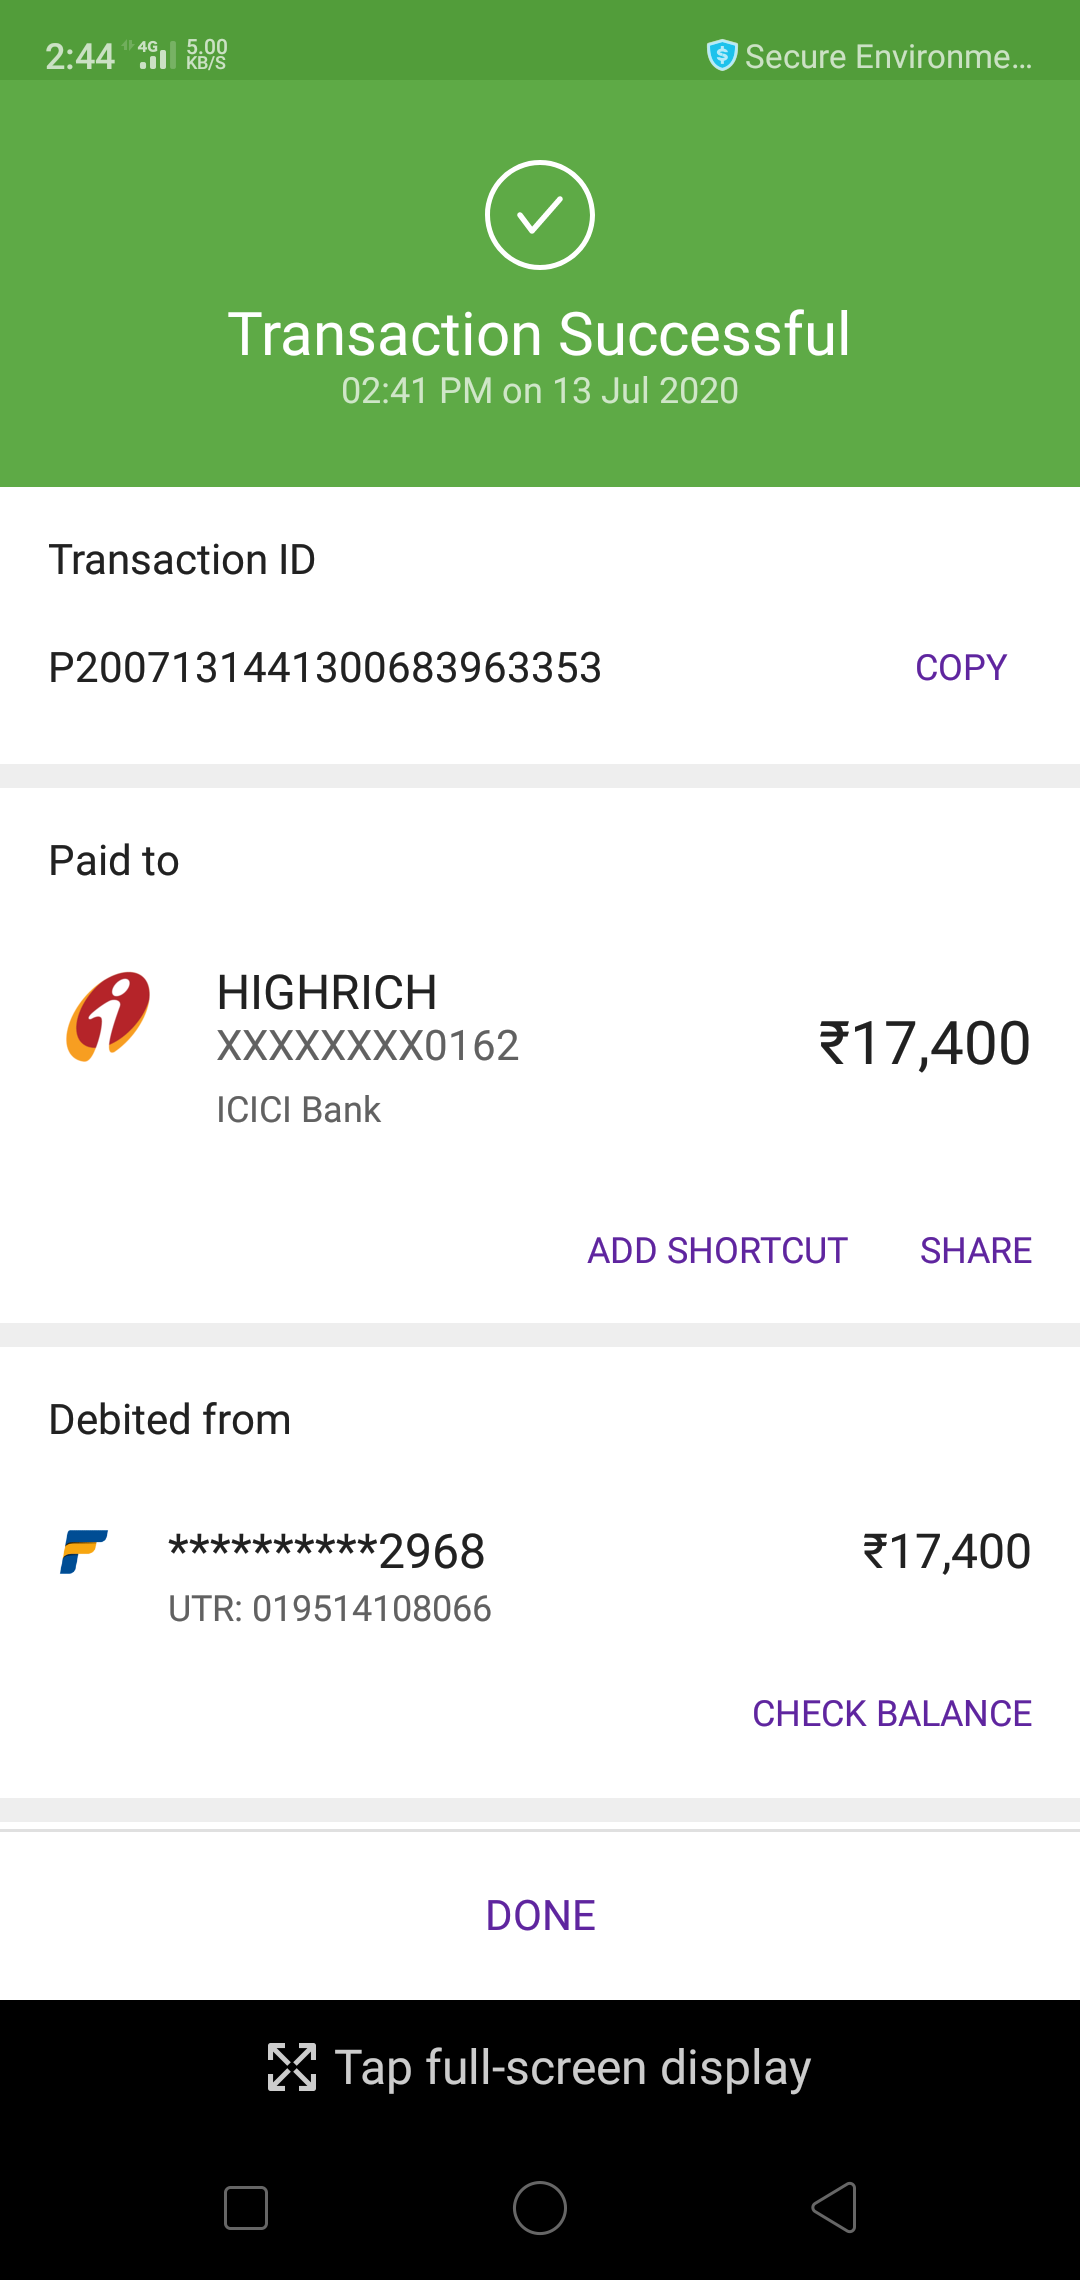 2:44 4G 5.00 KB/S Secure Environme...
Transaction Successful
02:41 PM on 13 Jul 2020
Transaction ID
P2007131441300683963353 COPY
Paid to
HIGHRICH
XXXXXXXX0162
₹17,400
ICICI Bank
ADD SHORTCUT SHARE
Debited from
**********2968 ₹17,400
UTR: 019514108066
CHECK BALANCE
DONE
Tap full-screen display